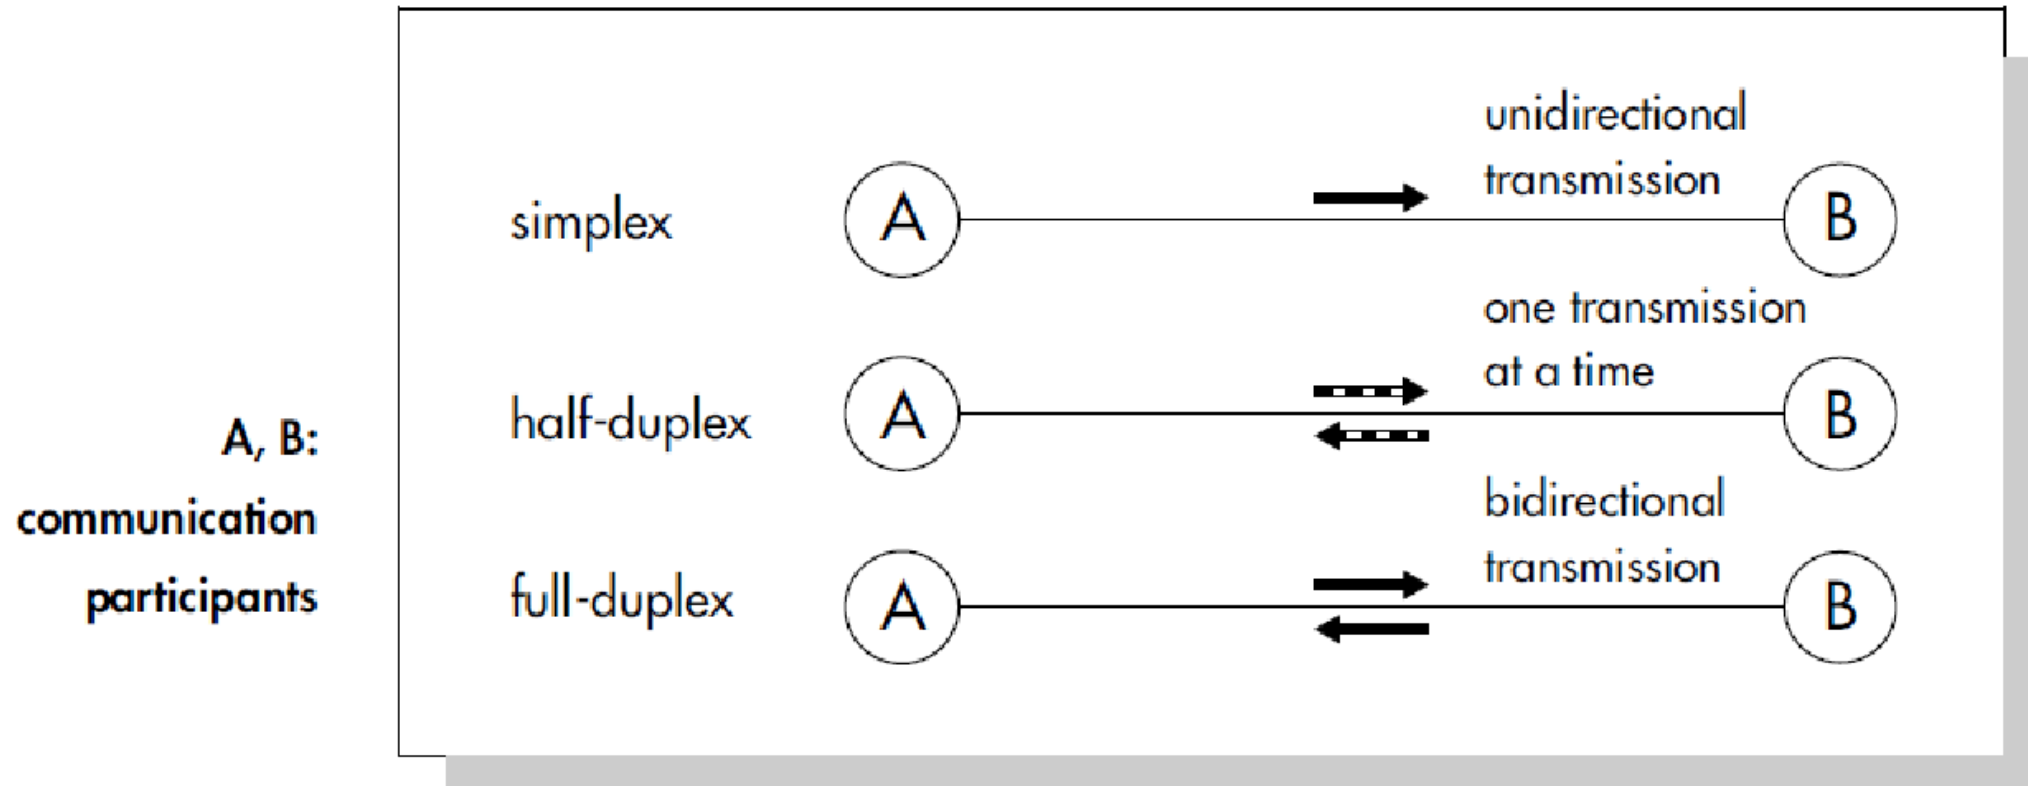 A, B:
communication
participants
simplex
A
unidirectional
transmission
B
half-duplex
A
one transmission
at a time
B
full-duplex
A
bidirectional
transmission
B